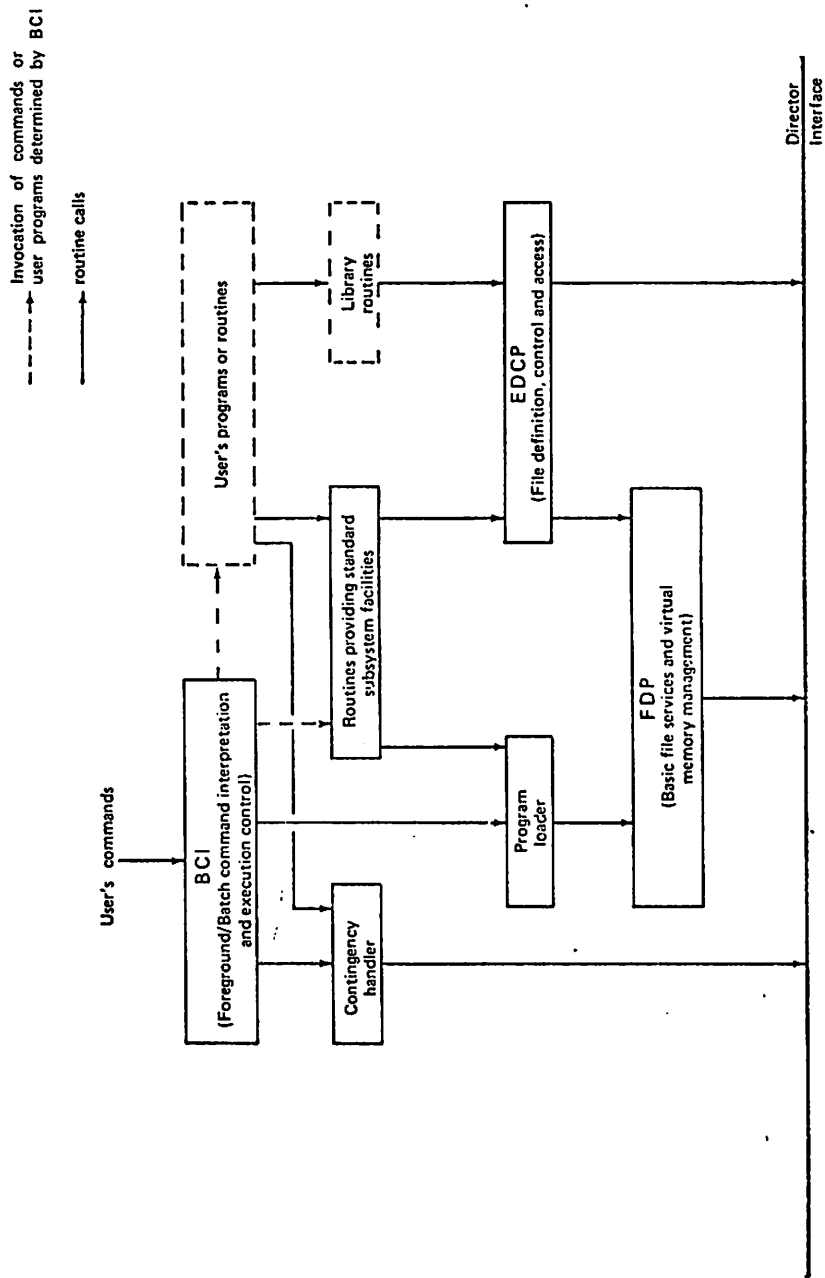 Invocation of commands or
user programs determined by BCI
routine calls
User's commands
BCI
(Foreground/Batch command interpretation
and execution control)
User's programs or routines
Contingency
handler
Routines providing standard
subsystem facilities
Library
routines
Program
loader
EDCP
(File definition, control and access)
FDP
(Basic file services and virtual
memory management)
Director
Interface